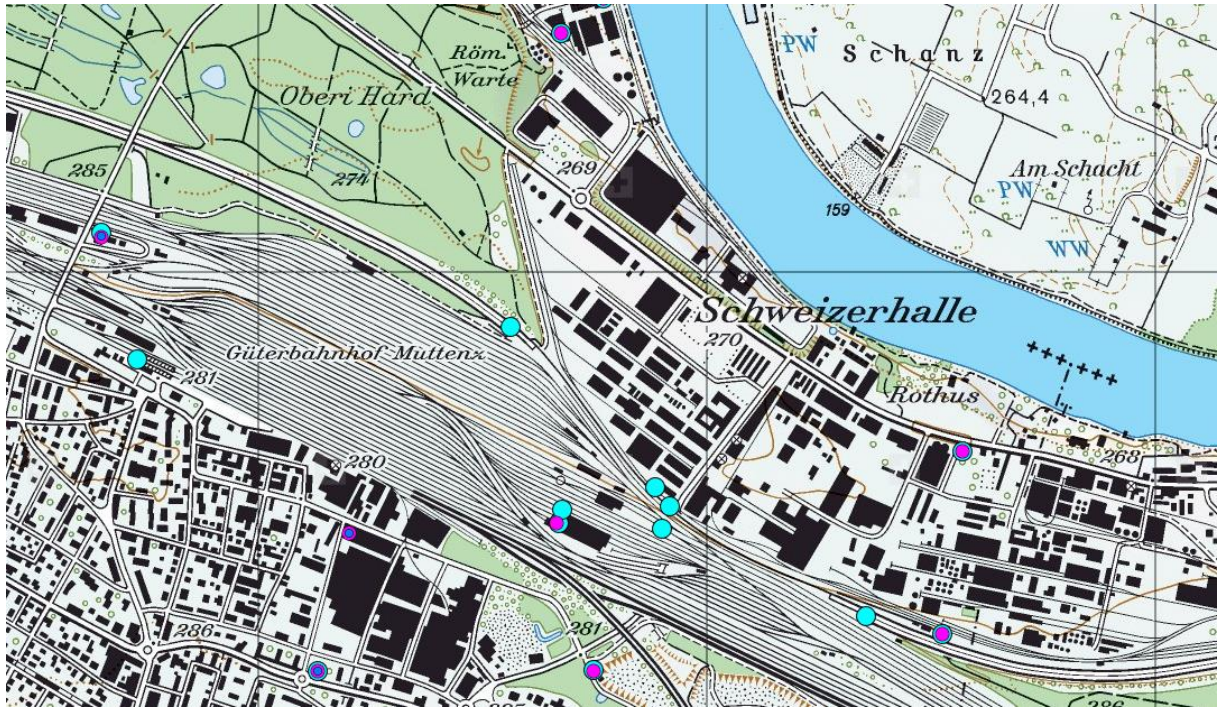 PW
Schanz
Röm.
Warte
Oberi Hard
264,4
269
Am Schacht
285
274
PW
159
WW
Schweizerhalle
270
Güterbahnhof Muttenz
281
Rothus
280
268
286
281
286